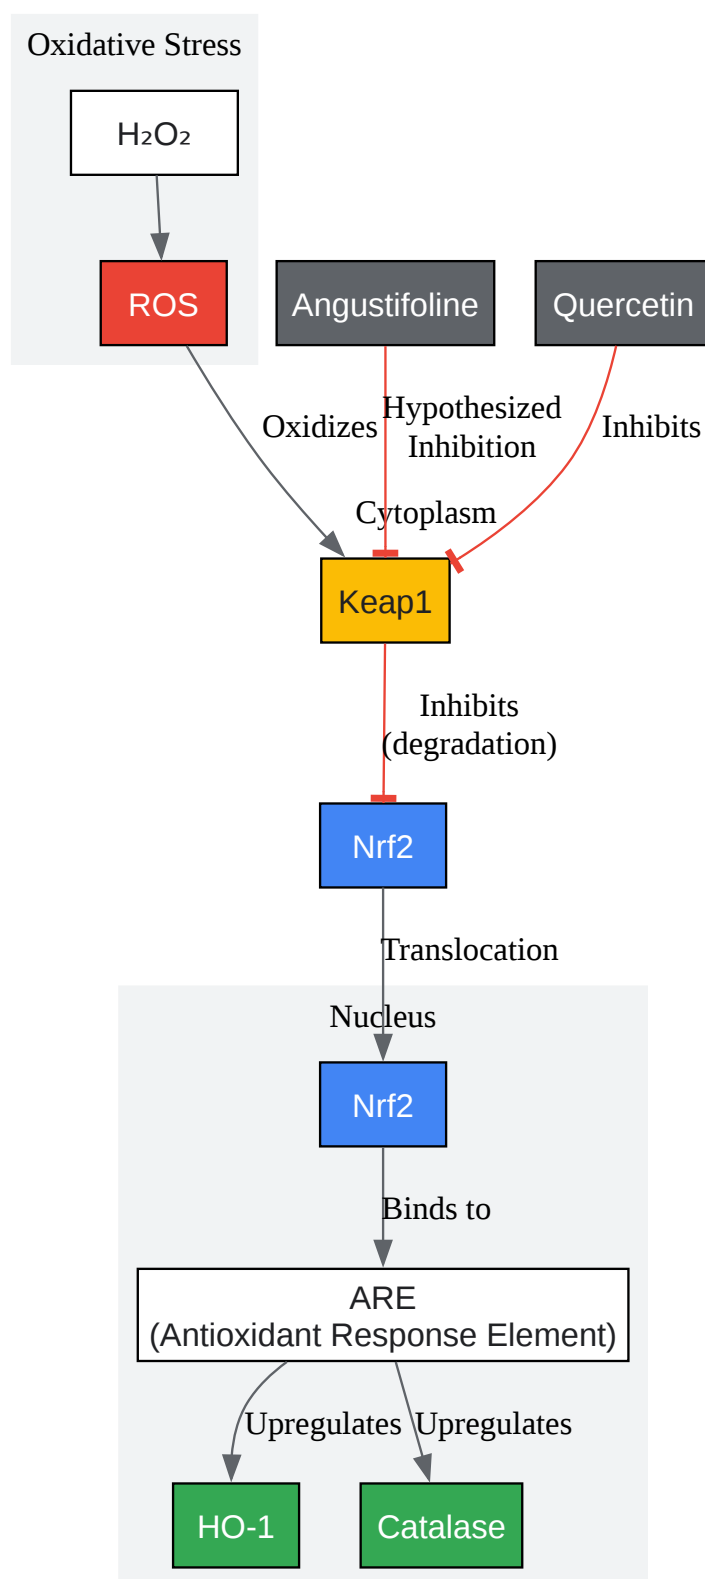 Oxidative Stress
H₂O₂
ROS
Angustifoline
Quercetin
Oxidizes
Hypothesized
Inhibition
Inhibits
Cytoplasm
Keap1
Inhibits
(degradation)
Nrf2
Translocation
Nucleus
Nrf2
Binds to
ARE
(Antioxidant Response Element)
Upregulates
Upregulates
HO-1
Catalase